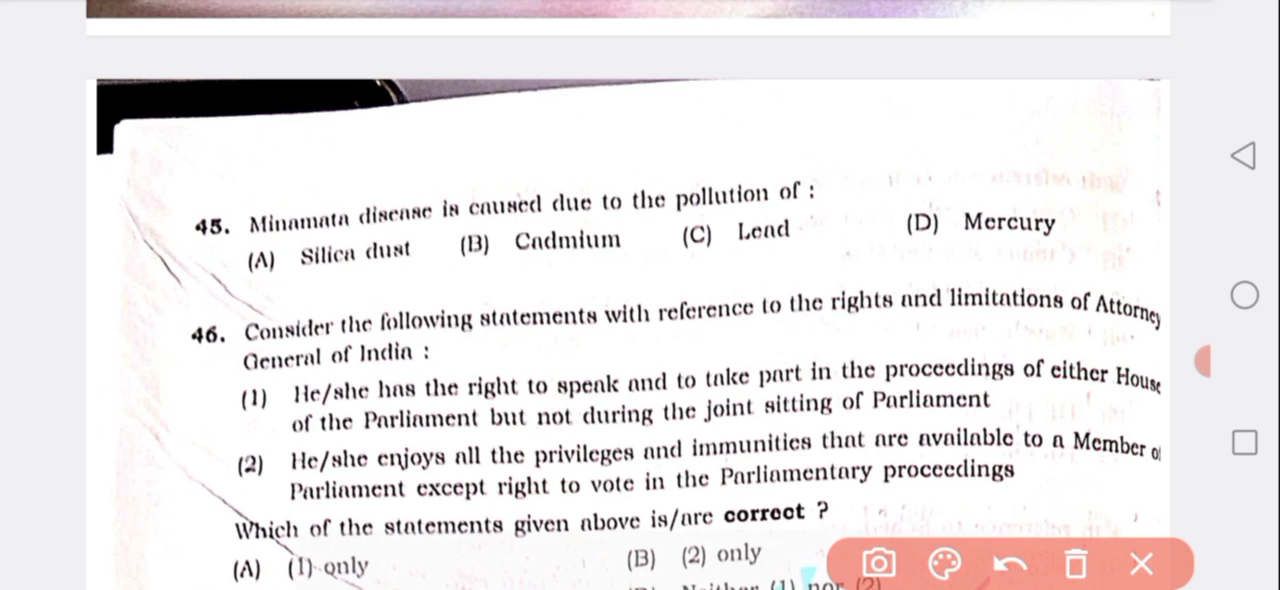 45. Minamata disease is caused due to the pollution of :
(A) Silica dust (B) Cadmium (C) Lead (D) Mercury
46. Consider the following statements with reference to the rights and limitations of Attorney
General of India :
(1) He/she has the right to speak and to take part in the proceedings of either House
of the Parliament but not during the joint sitting of Parliament
(2) He/she enjoys all the privileges and immunities that are available to a Member of
Parliament except right to vote in the Parliamentary proceedings
Which of the statements given above is/are correct ?
(A) (1) only (B) (2) only
(D) Neither (1) nor (2)